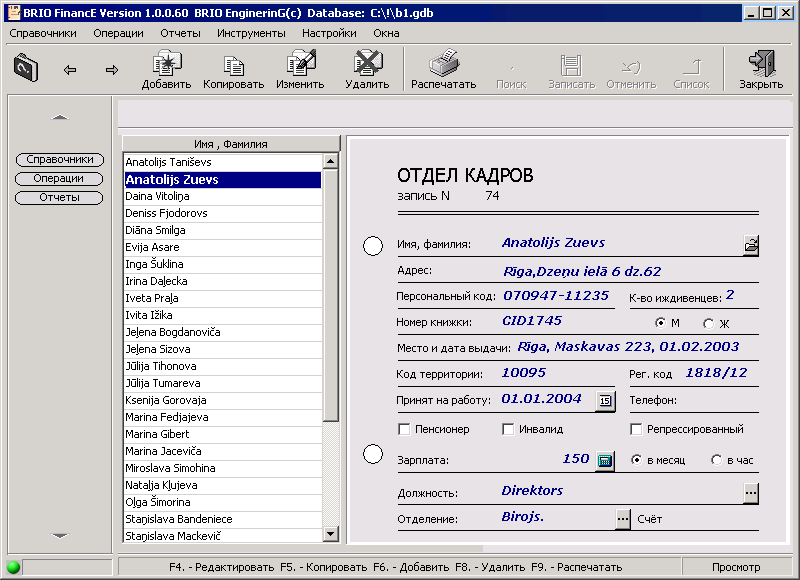 BRIO FinancE Version 1.0.0.60 BRIO EngineerinG(c) Database: C:\!\b1.gdb
Справочники Операции Отчеты Инструменты Настройки Окна
Добавить Копировать Изменить Удалить Распечатать Поиск Записать Отменить Список Закрыть
Справочники
Операции
Отчеты
Имя , Фамилия
Anatolijs Taniševs
Anatolijs Zuevs
Daina Vitoliņa
Deniss Fjodorovs
Diāna Smilga
Evija Asare
Inga Šuklina
Irina Daļecka
Iveta Praļa
Ivita Ižika
Jeļena Bogdanoviča
Jeļena Sizova
Jūlija Tihonova
Jūlija Tumareva
Ksenija Gorovaja
Marina Fedjajeva
Marina Gibert
Marina Jaceviča
Miroslava Simohina
Nataļja Kļujeva
Oļga Šimorina
Staņislava Bandeniece
Staņislava Mackevič
ОТДЕЛ КАДРОВ
запись N 74
Имя, фамилия: Anatolijs Zuevs
Адрес: Rīga,Dzeņu ielā 6 dz.62
Персональный код: 070947-11235 К-во иждивенцев: 2
Номер книжки: CID1745 М Ж
Место и дата выдачи: Rīga, Maskavas 223, 01.02.2003
Код территории: 10095 Рег. код 1818/12
Принят на работу: 01.01.2004 15 Телефон:
Пенсионер Инвалид Репрессированный
Зарплата: 150 в месяц в час
Должность: Direktors ...
Отделение: Birojs. ... Счёт
F4. - Редактировать F5. - Копировать F6. - Добавить F8. - Удалить F9. - Распечатать Просмотр